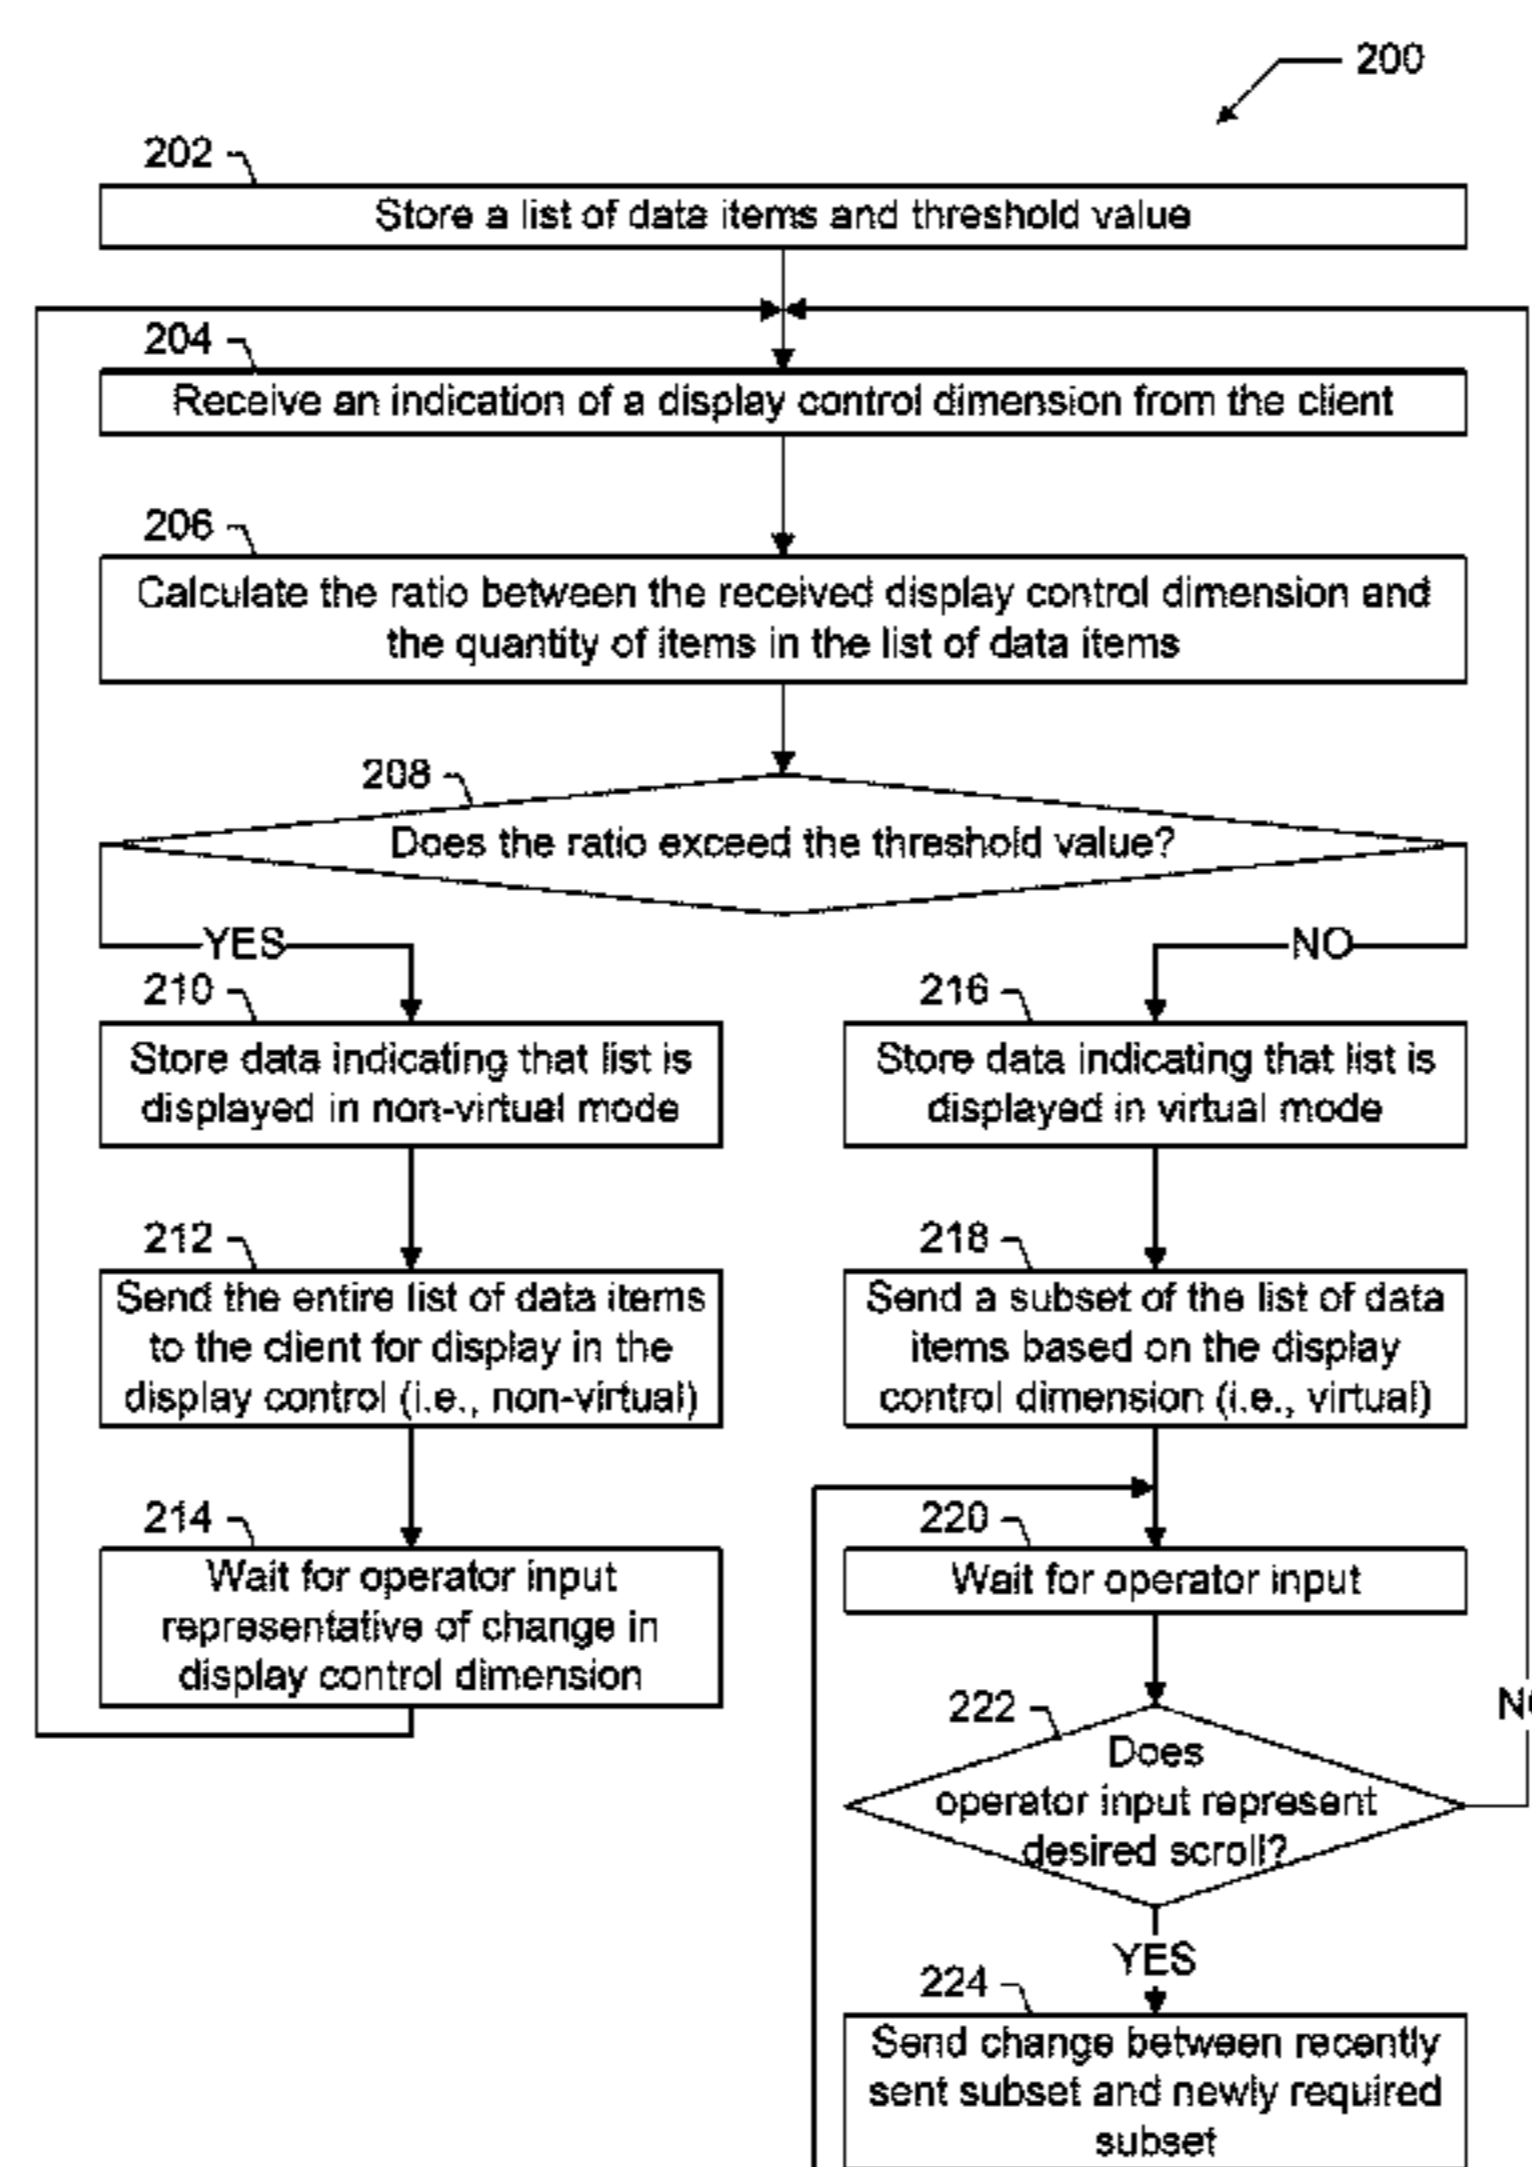 200
202
Store a list of data items and threshold value
204
Receive an indication of a display control dimension from the client
206
Calculate the ratio between the received display control dimension and
the quantity of items in the list of data items
208
Does the ratio exceed the threshold value?
YES
NO
210
Store data indicating that list is
displayed in non-virtual mode
216
Store data indicating that list is
displayed in virtual mode
212
Send the entire list of data items
to the client for display in the
display control (i.e., non-virtual)
218
Send a subset of the list of data
items based on the display
control dimension (i.e., virtual)
214
Wait for operator input
representative of change in
display control dimension
220
Wait for operator input
222
Does
operator input represent
desired scroll?
YES
224
Send change between recently
sent subset and newly required
subset